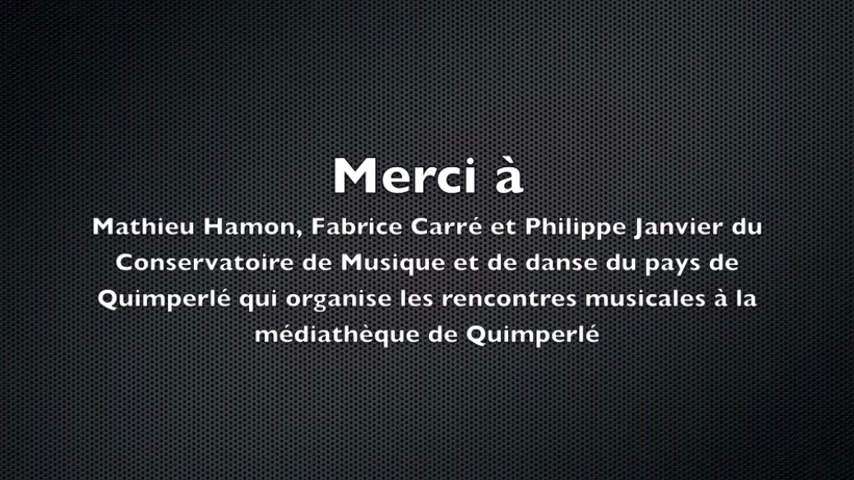 Merci à
Mathieu Hamon, Fabrice Carré et Philippe Janvier du
Conservatoire de Musique et de danse du pays de
Quimperlé qui organise les rencontres musicales à la
médiathèque de Quimperlé